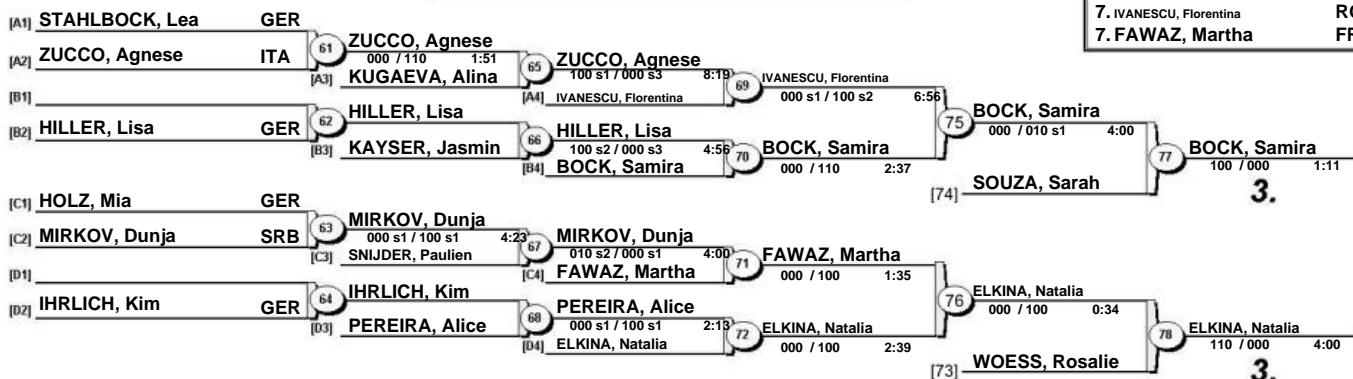 7. IVANESCU, Florentina
7. FAWAZ, Martha
[A1] STAHLBOCK, Lea GER
[A2] ZUCCO, Agnese ITA
61 ZUCCO, Agnese
000 / 110 1:51
[A3] KUGAEVA, Alina
65 ZUCCO, Agnese
100 s1 / 000 s3 8:19
[A4] IVANESCU, Florentina
69 IVANESCU, Florentina
000 s1 / 100 s2 6:56
[B1]
[B2] HILLER, Lisa GER
62 HILLER, Lisa
[B3] KAYSER, Jasmin
66 HILLER, Lisa
100 s2 / 000 s3 4:56
[B4] BOCK, Samira
70 BOCK, Samira
000 / 110 2:37
75 BOCK, Samira
000 / 010 s1 4:00
[74] SOUZA, Sarah
77 BOCK, Samira
100 / 000 1:11
3.
[C1] HOLZ, Mia GER
[C2] MIRKOV, Dunja SRB
63 MIRKOV, Dunja
000 s1 / 100 s1 4:23
[C3] SNIJDER, Paulien
67 MIRKOV, Dunja
010 s2 / 000 s1 4:00
[C4] FAWAZ, Martha
71 FAWAZ, Martha
000 / 100 1:35
[D1]
[D2] IHRLICH, Kim GER
64 IHRLICH, Kim
[D3] PEREIRA, Alice
68 PEREIRA, Alice
000 s1 / 100 s1 2:13
[D4] ELKINA, Natalia
72 ELKINA, Natalia
000 / 100 2:39
76 ELKINA, Natalia
000 / 100 0:34
[73] WOESS, Rosalie
78 ELKINA, Natalia
110 / 000 4:00
3.